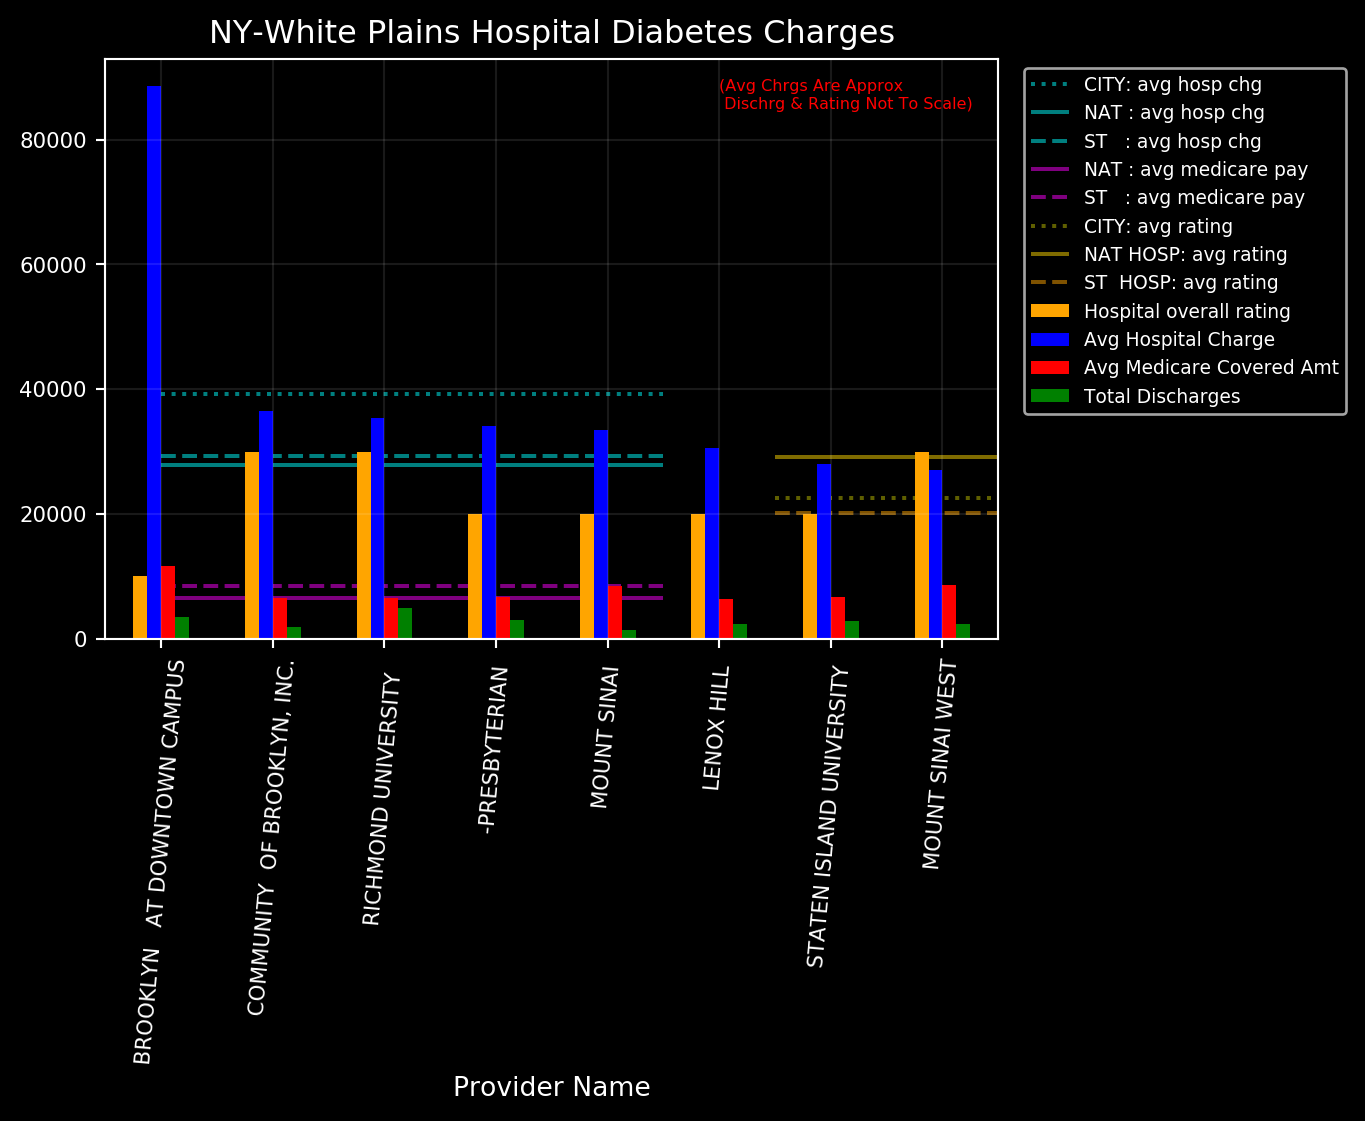 NY-White Plains Hospital Diabetes Charges
(Avg Chrgs Are Approx
Dischrg & Rating Not To Scale)
80000
60000
40000
20000
0
CITY: avg hosp chg
NAT : avg hosp chg
ST   : avg hosp chg
NAT : avg medicare pay
ST   : avg medicare pay
CITY: avg rating
NAT HOSP: avg rating
ST  HOSP: avg rating
Hospital overall rating
Avg Hospital Charge
Avg Medicare Covered Amt
Total Discharges
BROOKLYN   AT DOWNTOWN CAMPUS
COMMUNITY  OF BROOKLYN, INC.
RICHMOND UNIVERSITY
-PRESBYTERIAN
MOUNT SINAI
LENOX HILL
STATEN ISLAND UNIVERSITY
MOUNT SINAI WEST
Provider Name